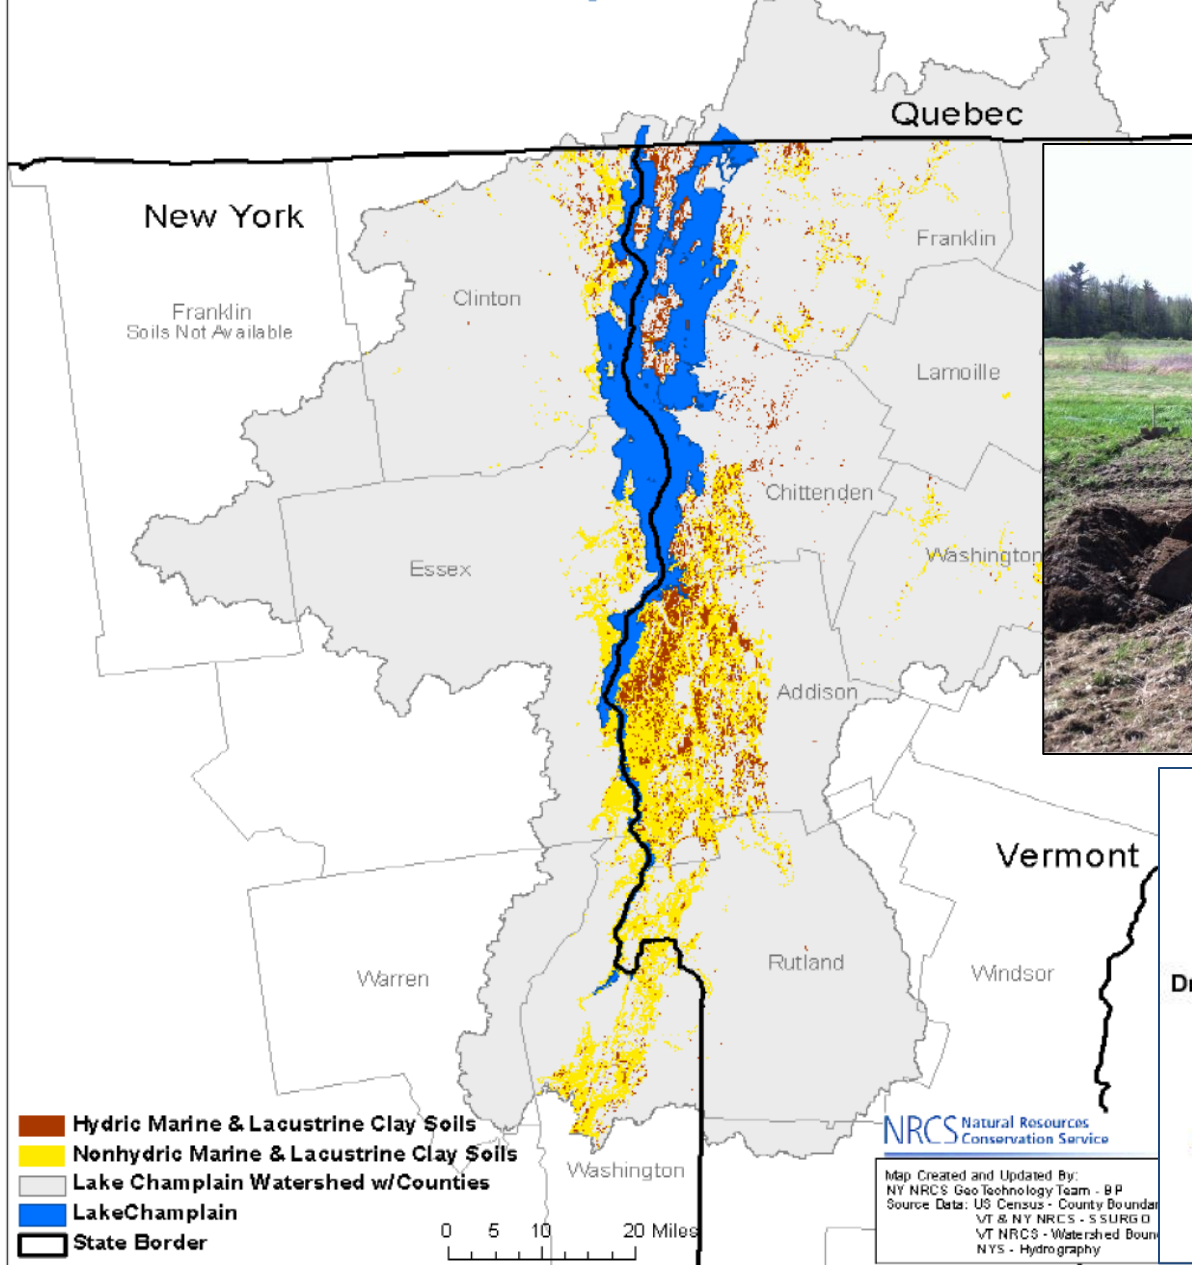 Quebec
New York
Franklin
Soils Not Available
Clinton
Franklin
Lamoille
Chittenden
Washington
Essex
Addison
Vermont
Warren
Rutland
Windsor
Washington
Hydric Marine & Lacustrine Clay Soils
Nonhydric Marine & Lacustrine Clay Soils
Lake Champlain Watershed w/Counties
LakeChamplain
State Border
0 5 10 20 Miles
NRCS Natural Resources
Conservation Service
Map Created and Updated By:
NY NRCS GeoTechnology Team - BP
Source Data: US Census - County Boundar
VT & NY NRCS - SSURGO
VT NRCS - Watershed Boun
NYS - Hydrography